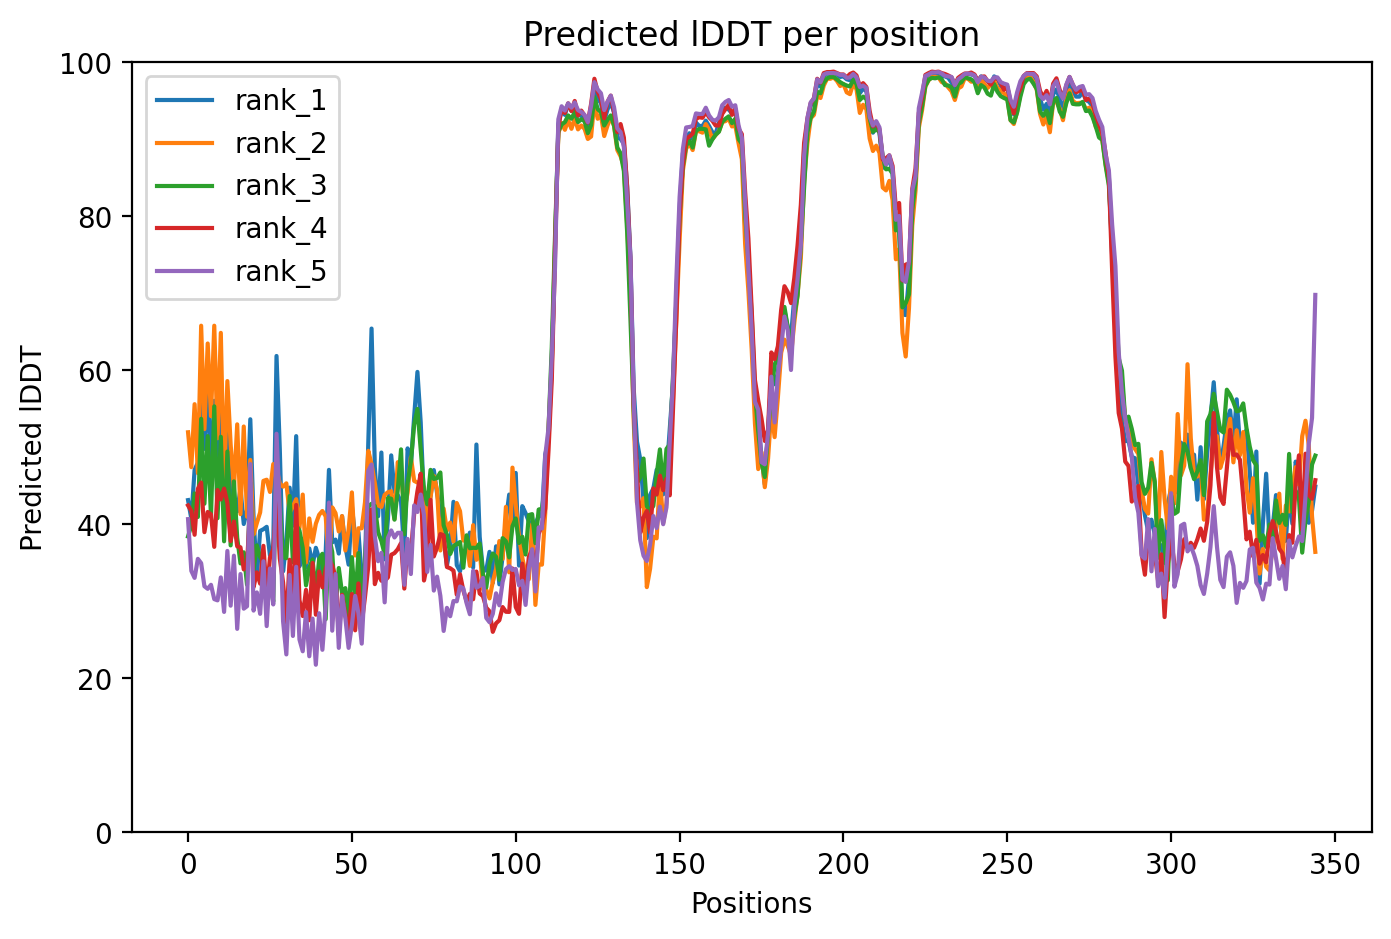 Predicted lDDT per position
100
80
60
40
20
0
Predicted lDDT
rank_1
rank_2
rank_3
rank_4
rank_5
0 50 100 150 200 250 300 350
Positions